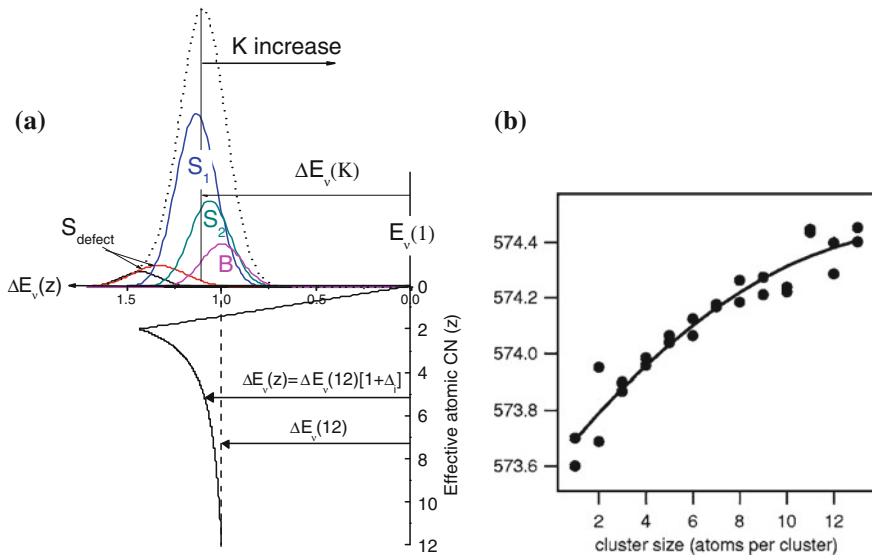 (a)
K increase
S1
ΔEν(K)
S2
Sdefect
B
Eν(1)
ΔEν(z)
1.5
1.0
0.5
0.0
0
2
4
6
8
10
12
Effective atomic CN (z)
ΔEν(z)=ΔEν(12)[1+Δi]
ΔEν(12)
(b)
574.4
574.2
574.0
573.8
573.6
2
4
6
8
10
12
cluster size (atoms per cluster)